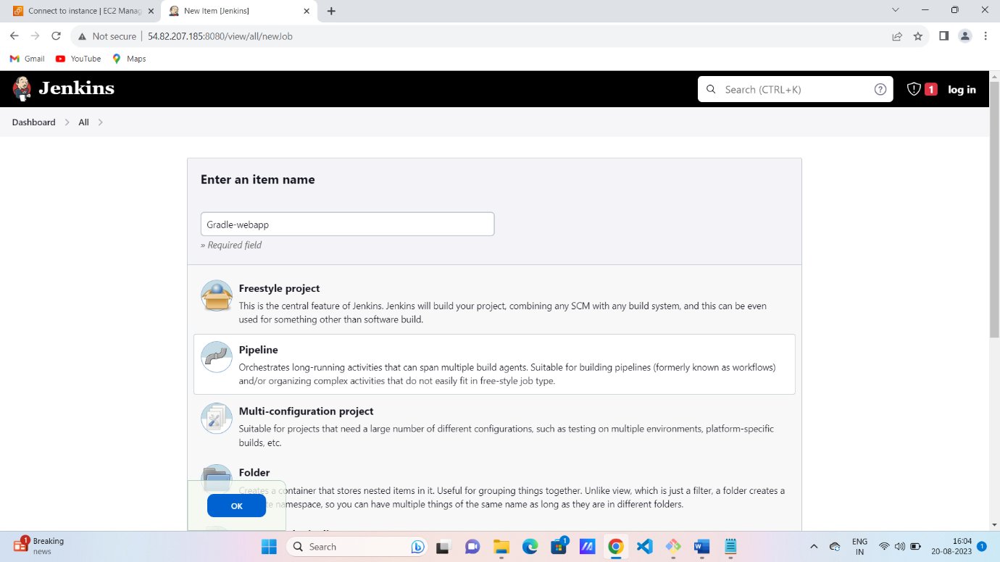 Connect to instance | EC2 Manag
New Item [Jenkins]
Not secure
54.82.207.185:8080/view/all/newJob
Gmail
YouTube
Maps
Jenkins
Search (CTRL+K)
1
log in
Dashboard
All
Enter an item name
Gradle-webapp
» Required field
Freestyle project
This is the central feature of Jenkins. Jenkins will build your project, combining any SCM with any build system, and this can be even
used for something other than software build.
Pipeline
Orchestrates long-running activities that can span multiple build agents. Suitable for building pipelines (formerly known as workflows)
and/or organizing complex activities that do not easily fit in free-style job type.
Multi-configuration project
Suitable for projects that need a large number of different configurations, such as testing on multiple environments, platform-specific
builds, etc.
Folder
Creates a container that stores nested items in it. Useful for grouping things together. Unlike view, which is just a filter, a folder creates a
namespace, so you can have multiple things of the same name as long as they are in different folders.
OK
1
Breaking
news
Search
1
ENG
IN
16:04
20-08-2023
1